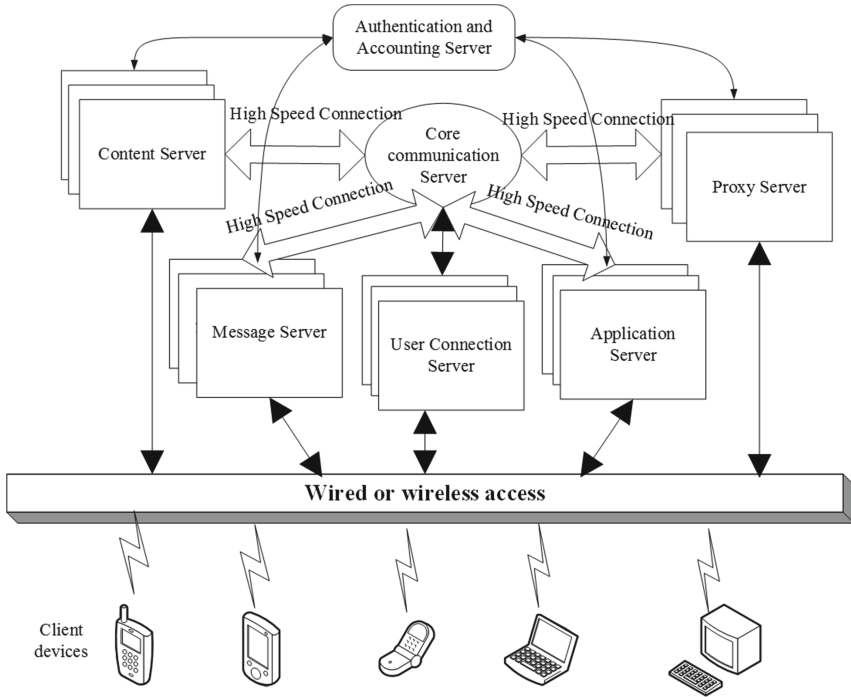 Authentication and
Accounting Server
High Speed Connection
High Speed Connection
Core
communication
Server
Content Server
Proxy Server
High Speed Connection
High Speed Connection
Message Server
User Connection
Server
Application
Server
Wired or wireless access
Client
devices